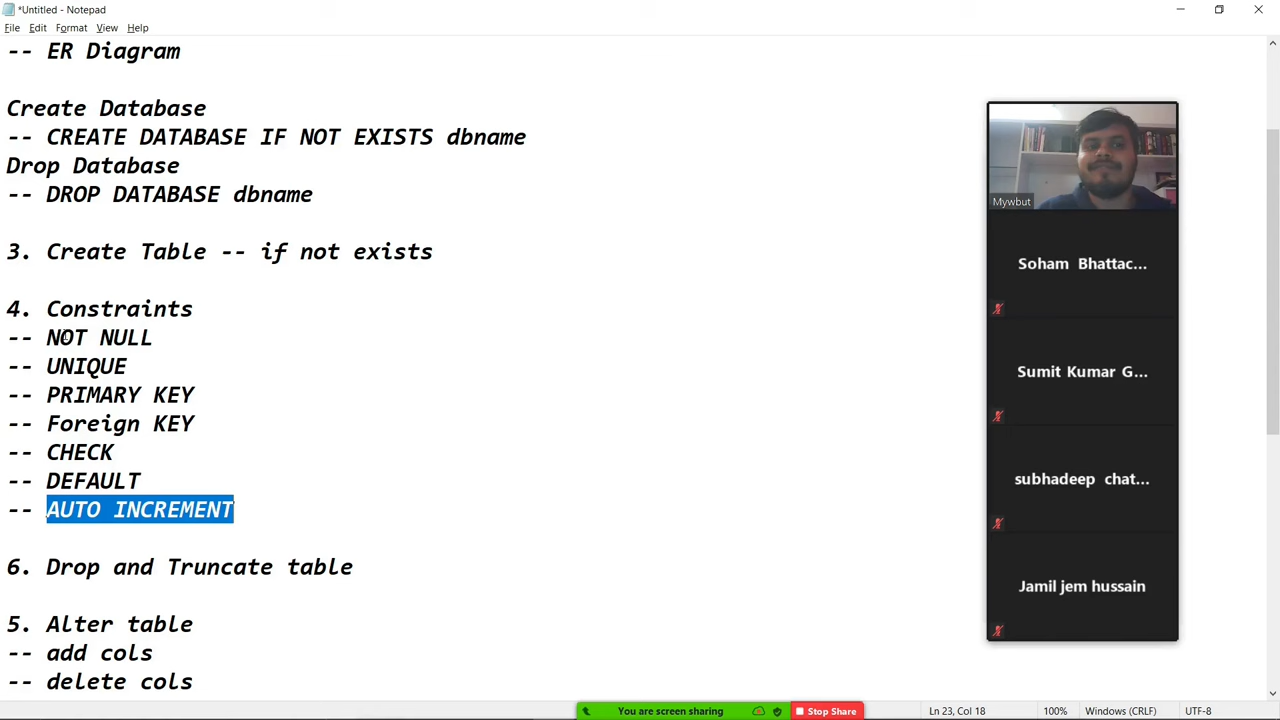 *Untitled - Notepad
File Edit Format View Help
-- ER Diagram
Create Database
-- CREATE DATABASE IF NOT EXISTS dbname
Drop Database
-- DROP DATABASE dbname
3. Create Table -- if not exists
4. Constraints
-- NOT NULL
-- UNIQUE
-- PRIMARY KEY
-- Foreign KEY
-- CHECK
-- DEFAULT
-- AUTO INCREMENT
6. Drop and Truncate table
5. Alter table
-- add cols
-- delete cols
Mywbut
Soham Bhattac...
Sumit Kumar G...
subhadeep chat...
Jamil jem hussain
You are screen sharing
Stop Share
Ln 23, Col 18
100%
Windows (CRLF)
UTF-8